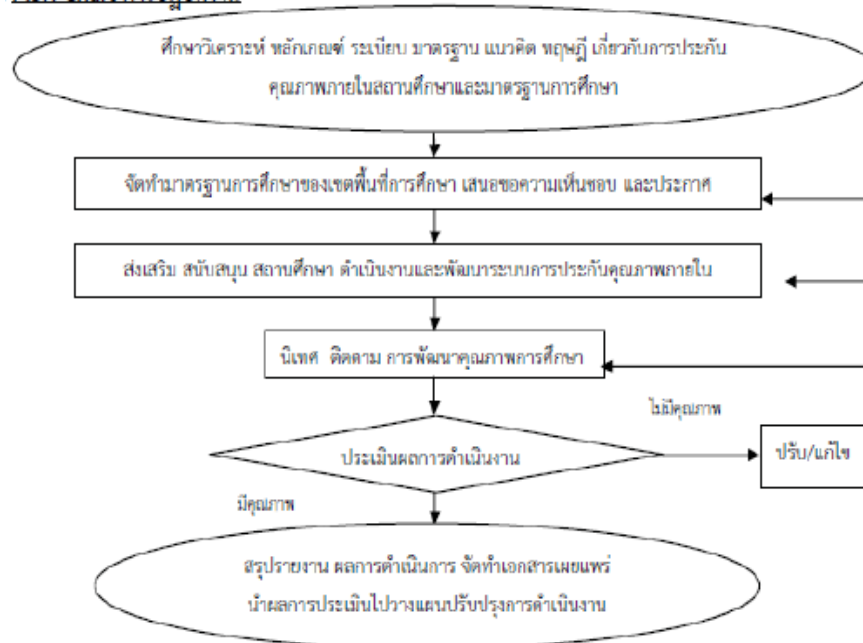 ศึกษาวิเคราะห์ หลักเกณฑ์ ระเบียบ มาตรฐาน แนวคิด ทฤษฎี เกี่ยวกับการประกัน
คุณภาพภายในสถานศึกษาและมาตรฐานการศึกษา
จัดทำมาตรฐานการศึกษาของเขตพื้นที่การศึกษา เสนอขอความเห็นชอบ และประกาศ
ส่งเสริม สนับสนุน สถานศึกษา ดำเนินงานและพัฒนาระบบการประกันคุณภาพภายใน
นิเทศ ติดตาม การพัฒนาคุณภาพการศึกษา
ไม่มีคุณภาพ
ประเมินผลการดำเนินงาน
ปรับ/แก้ไข
มีคุณภาพ
สรุปรายงาน ผลการดำเนินการ จัดทำเอกสารเผยแพร่
นำผลการประเมินไปวางแผนปรับปรุงการดำเนินงาน